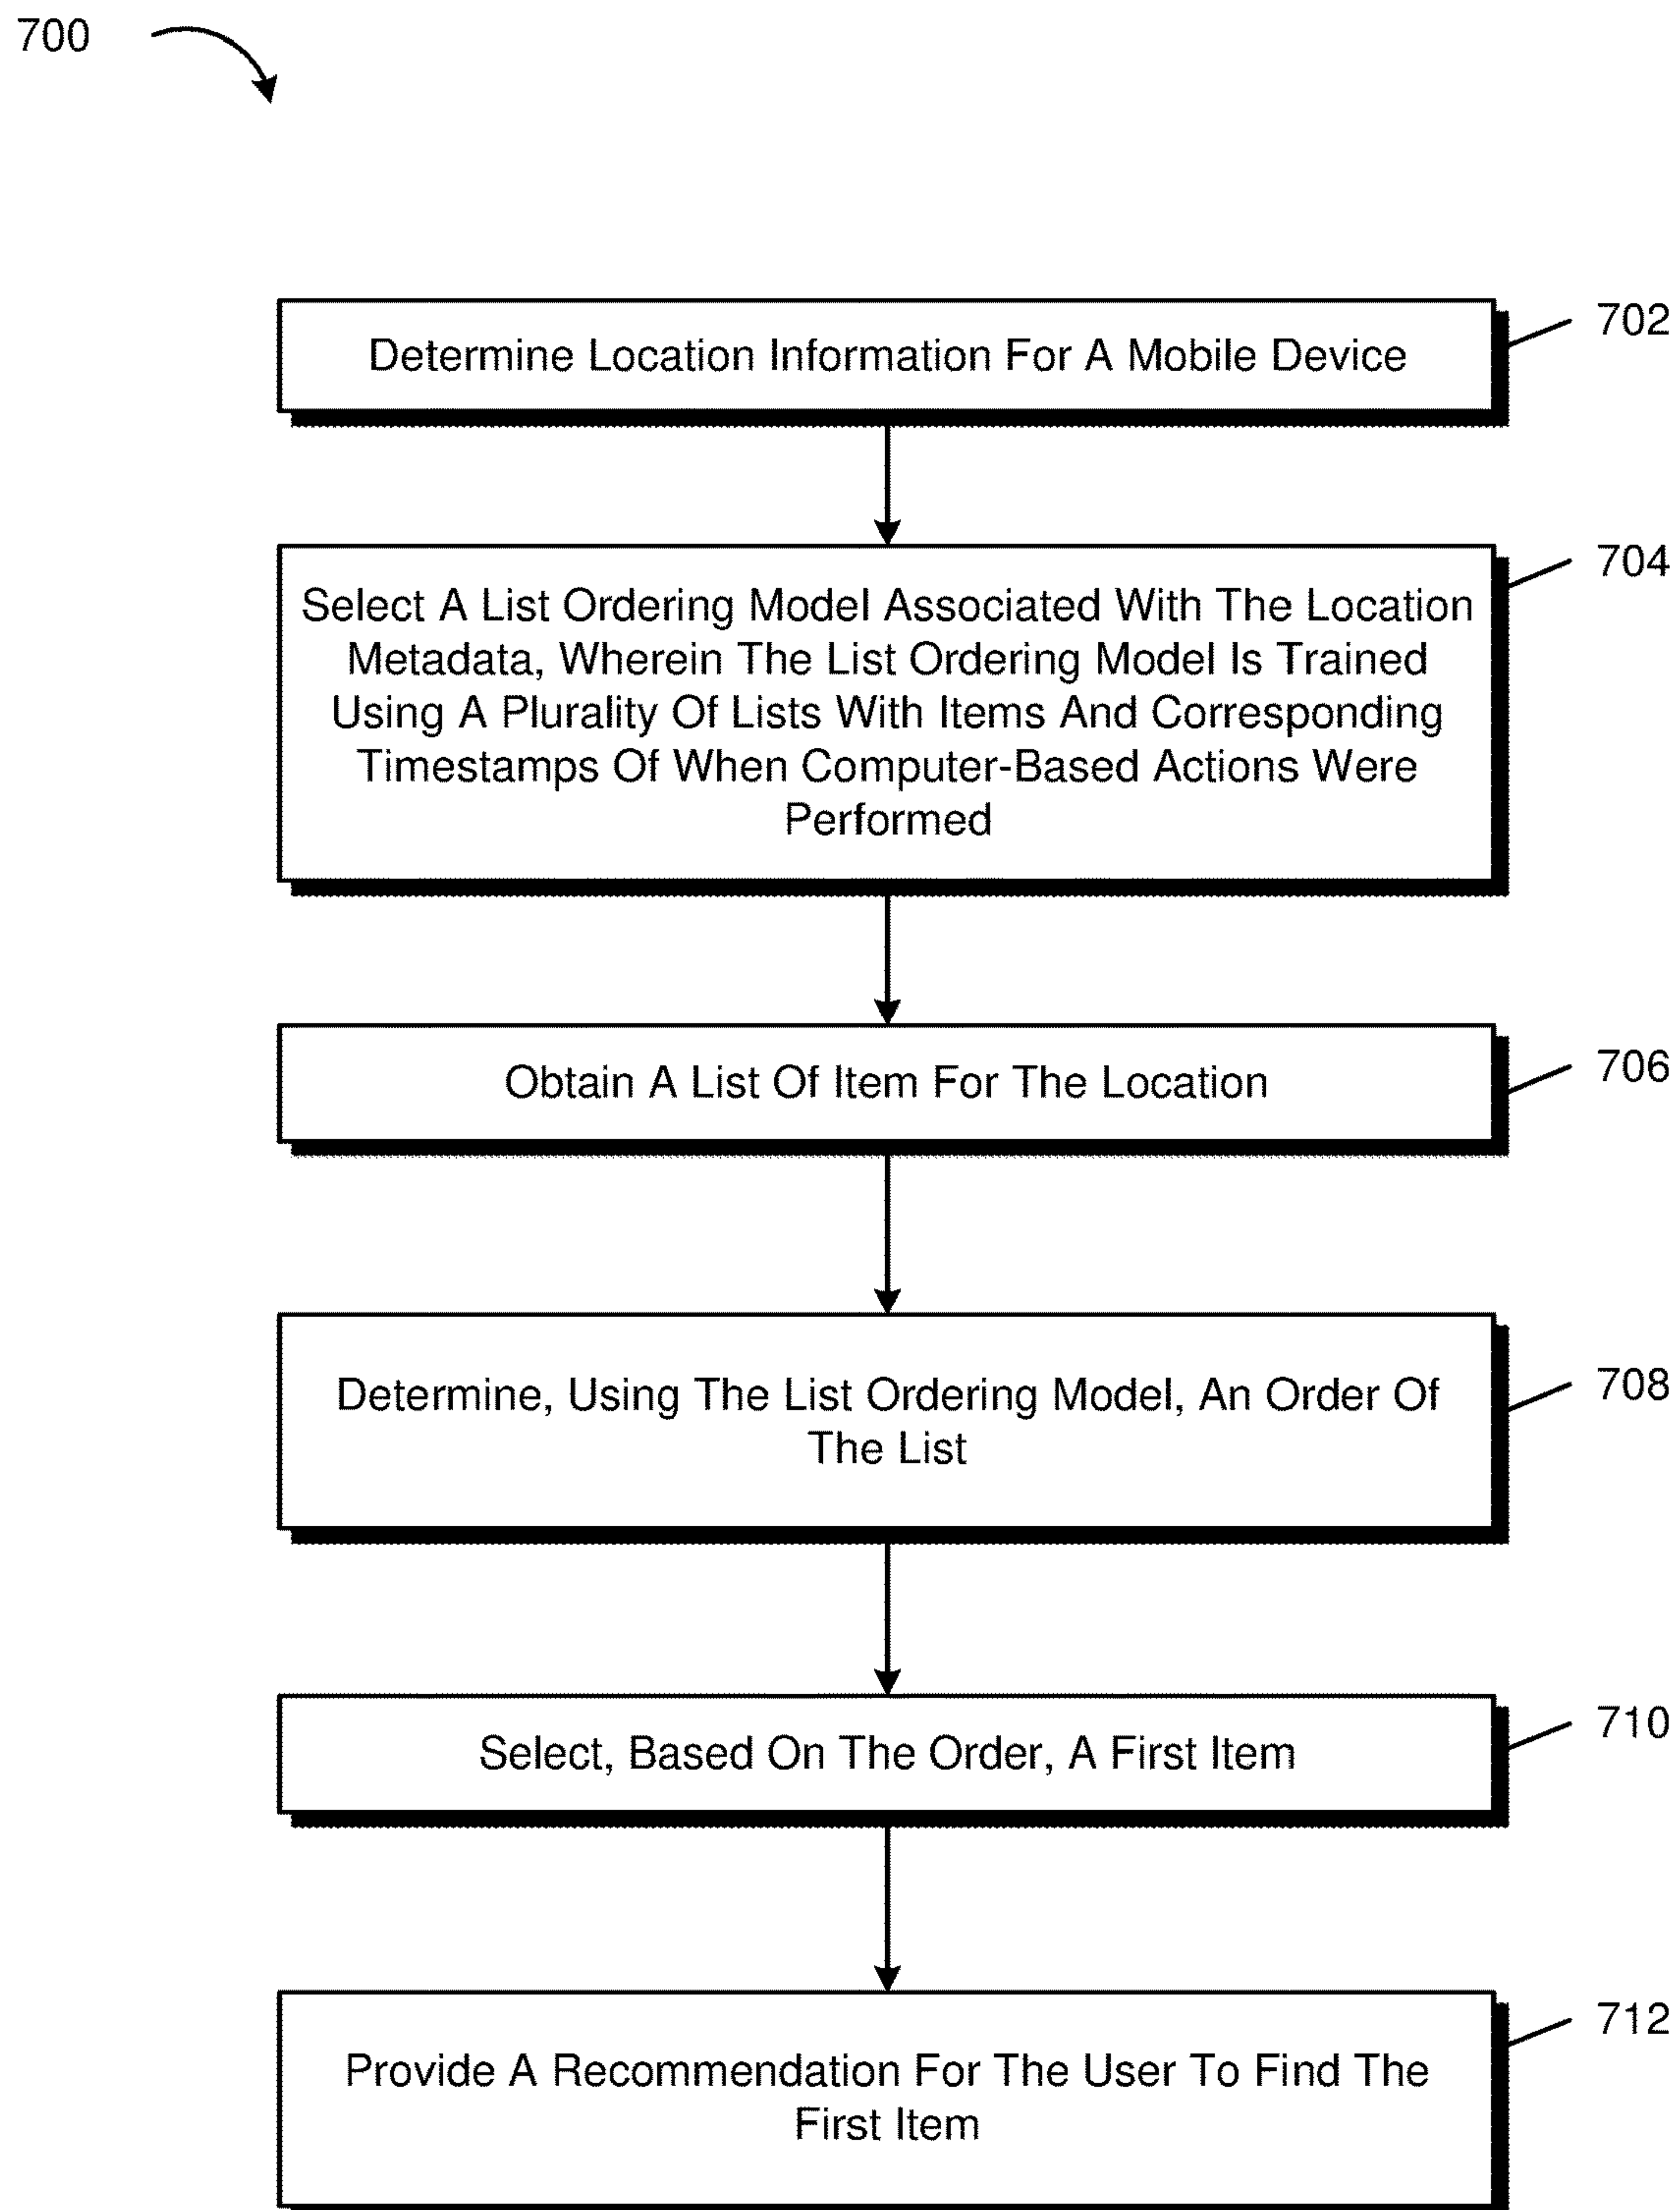 700
Determine Location Information For A Mobile Device
702
Select A List Ordering Model Associated With The Location
Metadata, Wherein The List Ordering Model Is Trained
Using A Plurality Of Lists With Items And Corresponding
Timestamps Of When Computer-Based Actions Were
Performed
704
Obtain A List Of Item For The Location
706
Determine, Using The List Ordering Model, An Order Of
The List
708
Select, Based On The Order, A First Item
710
Provide A Recommendation For The User To Find The
First Item
712